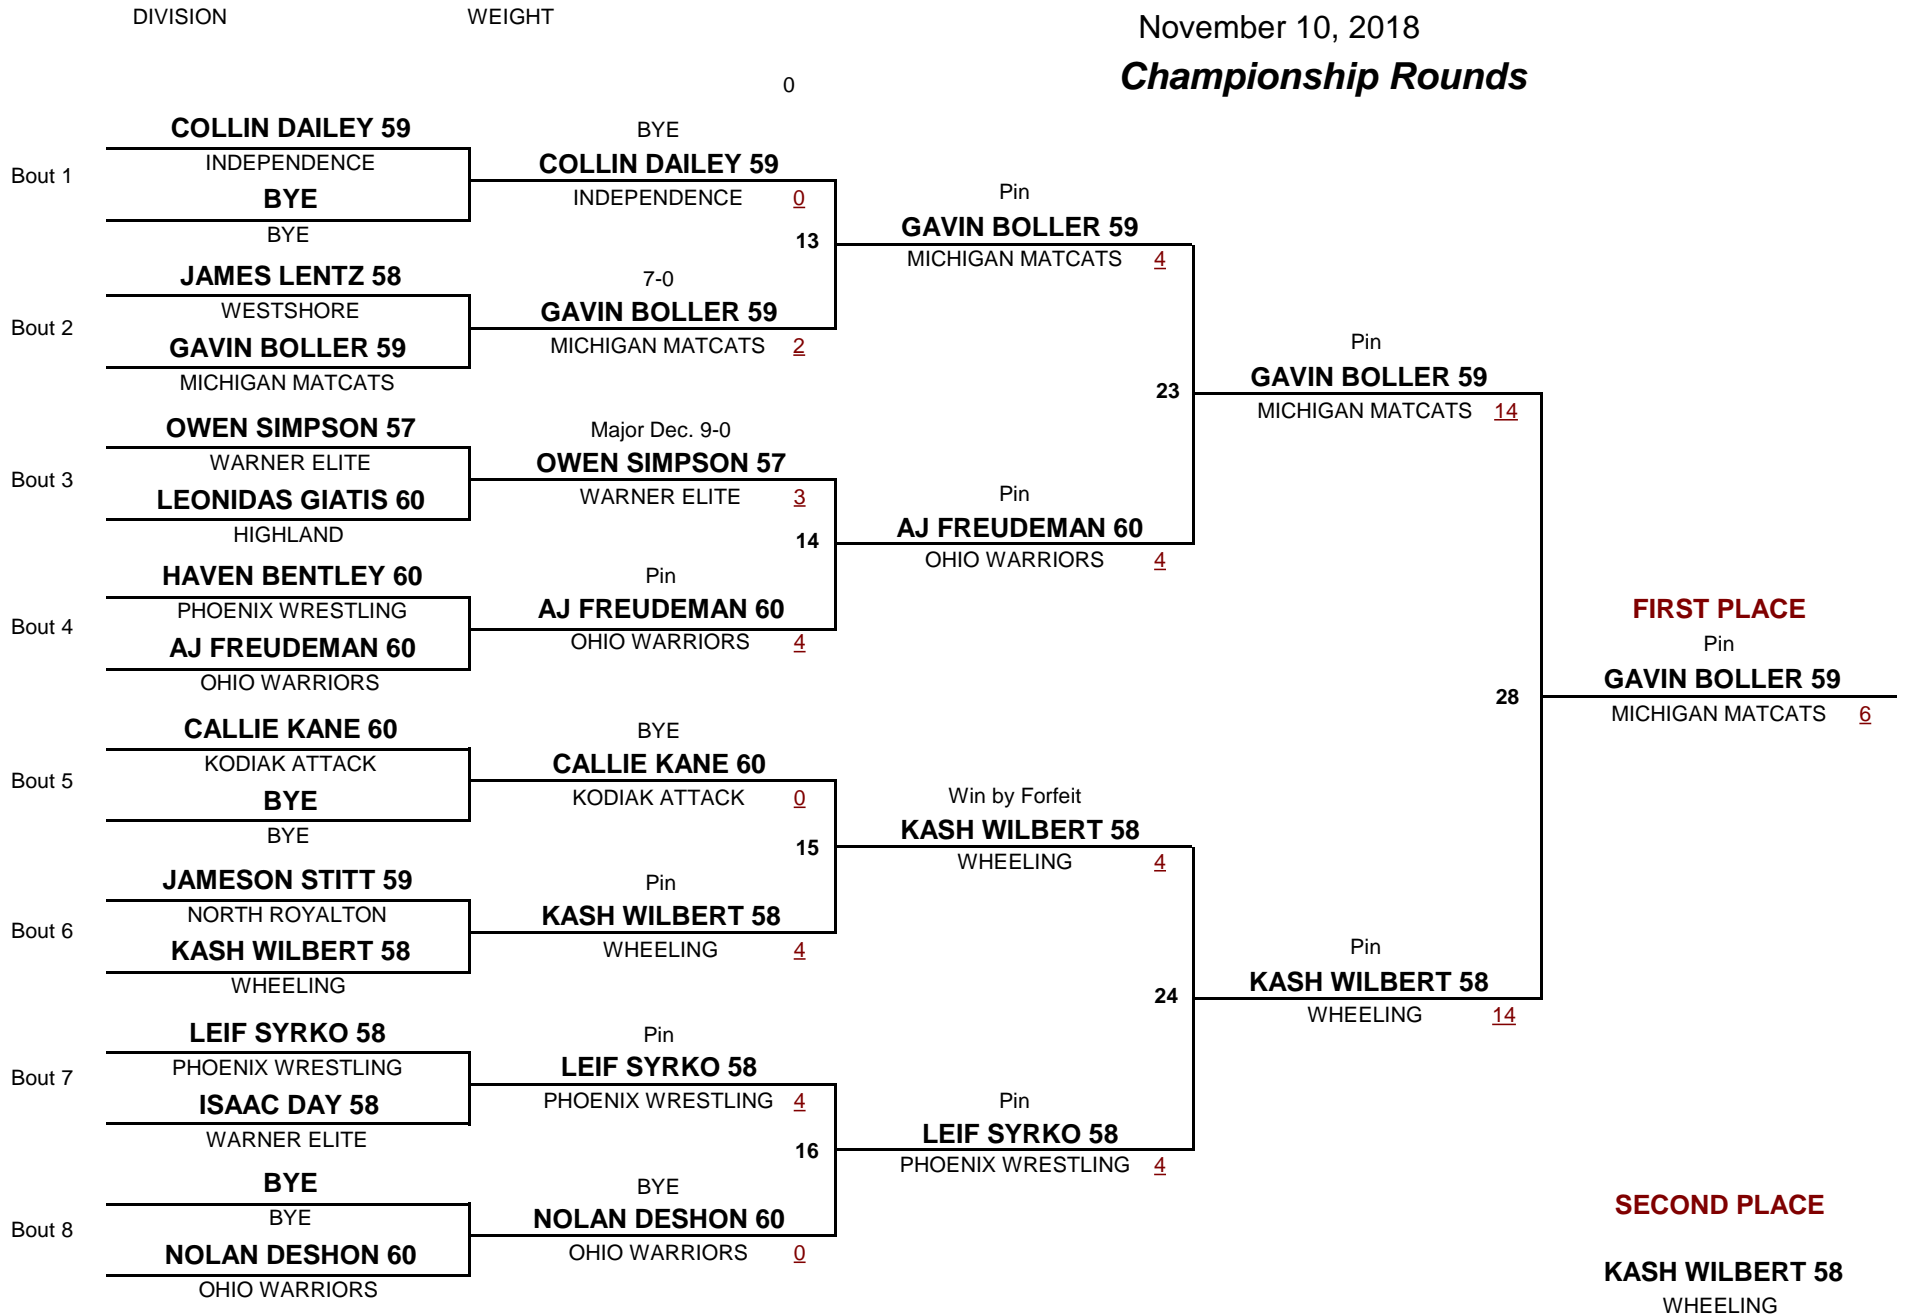 DIVISION WEIGHT
November 10, 2018
Championship Rounds
0
COLLIN DAILEY 59
INDEPENDENCE
Bout 1
BYE
BYE
JAMES LENTZ 58
WESTSHORE
Bout 2
GAVIN BOLLER 59
MICHIGAN MATCATS
OWEN SIMPSON 57
WARNER ELITE
Bout 3
LEONIDAS GIATIS 60
HIGHLAND
HAVEN BENTLEY 60
PHOENIX WRESTLING
Bout 4
AJ FREUDEMAN 60
OHIO WARRIORS
CALLIE KANE 60
KODIAK ATTACK
Bout 5
BYE
BYE
JAMESON STITT 59
NORTH ROYALTON
Bout 6
KASH WILBERT 58
WHEELING
LEIF SYRKO 58
PHOENIX WRESTLING
Bout 7
ISAAC DAY 58
WARNER ELITE
BYE
BYE
Bout 8
NOLAN DESHON 60
OHIO WARRIORS
BYE
COLLIN DAILEY 59
INDEPENDENCE 0
13
7-0
GAVIN BOLLER 59
MICHIGAN MATCATS 2
Major Dec. 9-0
OWEN SIMPSON 57
WARNER ELITE 3
14
Pin
AJ FREUDEMAN 60
OHIO WARRIORS 4
BYE
CALLIE KANE 60
KODIAK ATTACK 0
15
Pin
KASH WILBERT 58
WHEELING 4
Pin
LEIF SYRKO 58
PHOENIX WRESTLING 4
16
BYE
NOLAN DESHON 60
OHIO WARRIORS 0
Pin
GAVIN BOLLER 59
MICHIGAN MATCATS 4
23
Pin
AJ FREUDEMAN 60
OHIO WARRIORS 4
Win by Forfeit
KASH WILBERT 58
WHEELING 4
24
Pin
LEIF SYRKO 58
PHOENIX WRESTLING 4
Pin
GAVIN BOLLER 59
MICHIGAN MATCATS 14
28
Pin
KASH WILBERT 58
WHEELING 14
FIRST PLACE
Pin
GAVIN BOLLER 59
MICHIGAN MATCATS 6
SECOND PLACE
KASH WILBERT 58
WHEELING